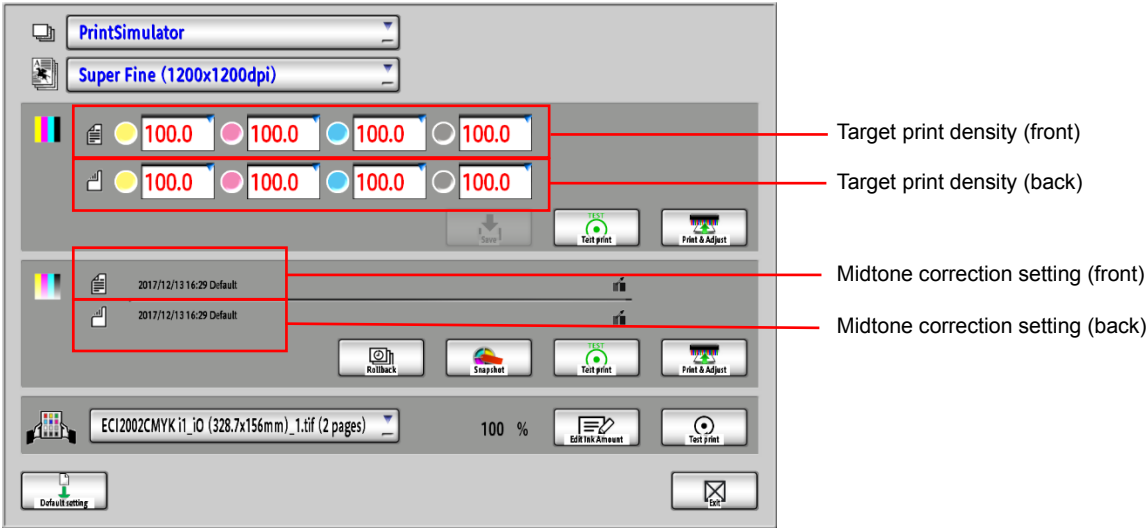 PrintSimulator
Super Fine (1200x1200dpi)
100.0 100.0 100.0 100.0 Target print density (front)
100.0 100.0 100.0 100.0 Target print density (back)
Save TEST Test print Print & Adjust
2017/12/13 16:29 Default Midtone correction setting (front)
2017/12/13 16:29 Default Midtone correction setting (back)
Rollback Snapshot TEST Test print Print & Adjust
ECI2002CMYK i1_iO (328.7x156mm)_1.tif (2 pages) 100 % Edit Ink Amount Test print
Default setting Exit